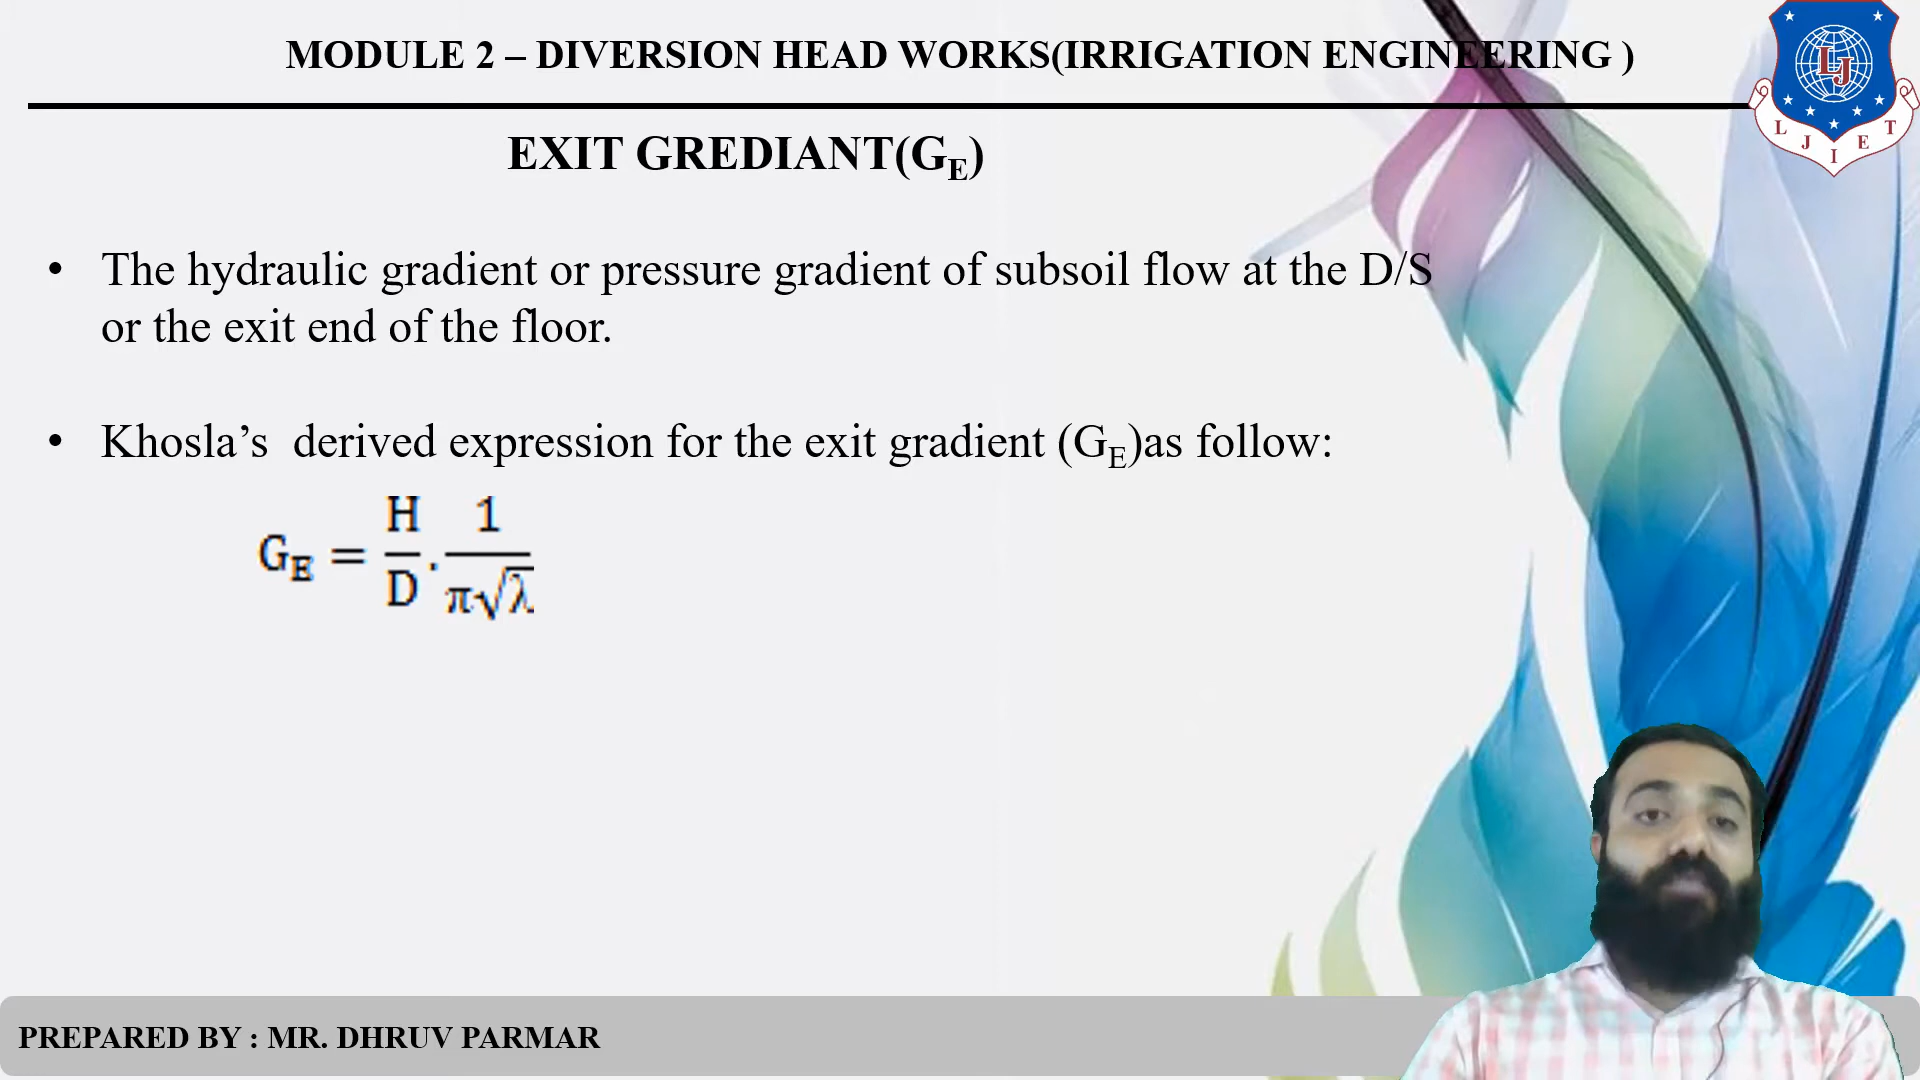 MODULE 2 – DIVERSION HEAD WORKS(IRRIGATION ENGINEERING )
LJ
L J I E T
EXIT GREDIANT(GE)
• The hydraulic gradient or pressure gradient of subsoil flow at the D/S
or the exit end of the floor.
• Khosla’s derived expression for the exit gradient (GE)as follow:
GE = H/D . 1/π√λ
PREPARED BY : MR. DHRUV PARMAR